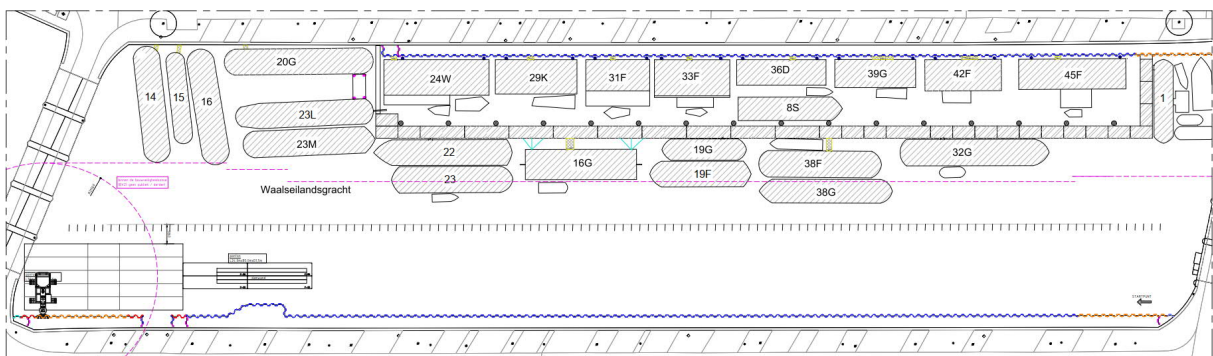 20G
24W
29K
31F
33F
36D
39G
42F
45F
14
15
16
1
8S
23L
23M
22
16G
19G
38F
32G
23
19F
38G
Waalseilandsgracht
STARTPUNT